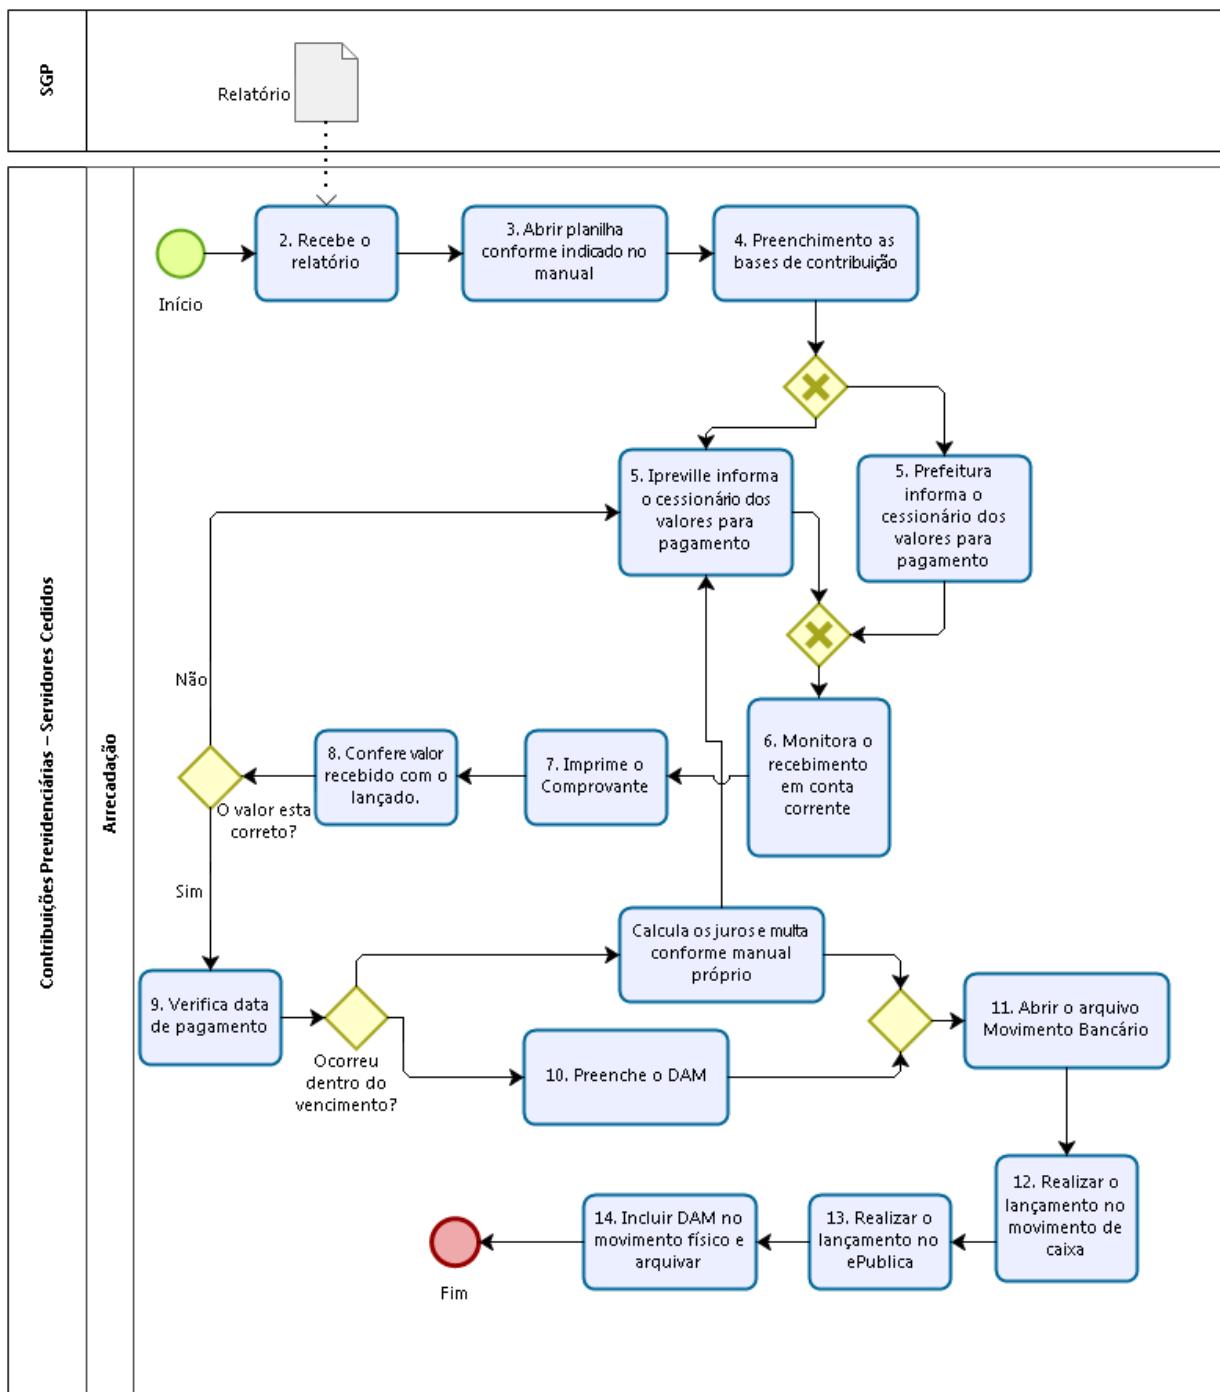 SGP
Relatório
Contribuições Previdenciárias – Servidores Cedidos
Arrecadação
Início
2. Recebe o
relatório
3. Abrir planilha
conforme indicado no
manual
4. Preenchimento as
bases de contribuição
5. Ipreville informa
o cessionário dos
valores para
pagamento
5. Prefeitura
informa o
cessionário dos
valores para
pagamento
6. Monitora o
recebimento
em conta
corrente
7. Imprime o
Comprovante
8. Confere valor
recebido com o
lançado.
Não
O valor esta
correto?
Sim
9. Verifica data
de pagamento
Ocorreu
dentro do
vencimento?
Calcula os juros e multa
conforme manual
próprio
10. Preenche o DAM
11. Abrir o arquivo
Movimento Bancário
12. Realizar o
lançamento no
movimento de
caixa
13. Realizar o
lançamento no
ePublica
14. Incluir DAM no
movimento físico e
arquivar
Fim